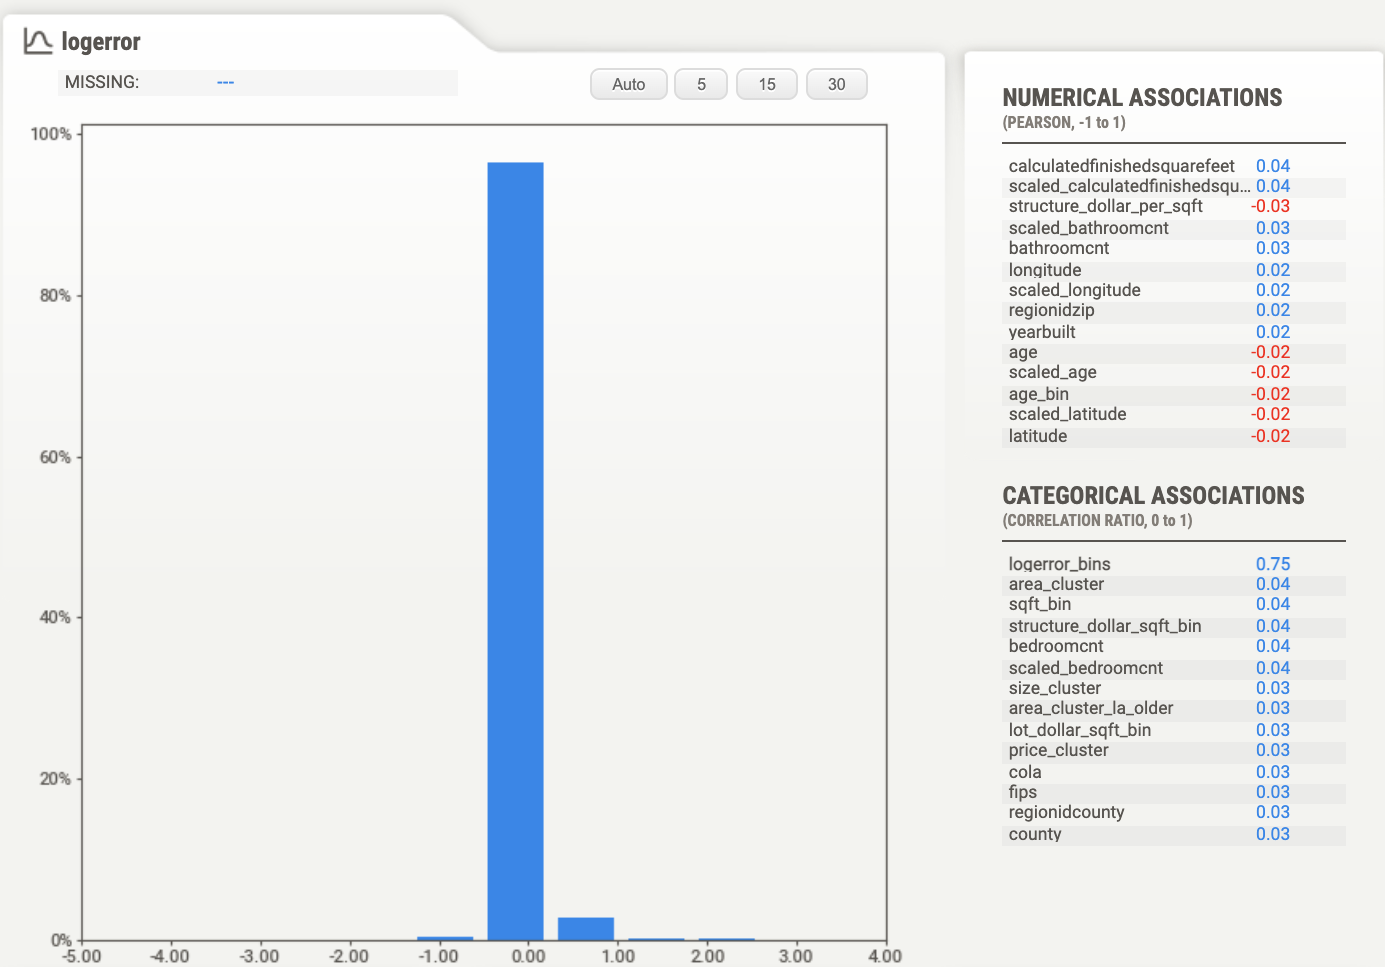 logerror
MISSING: ---
Auto 5 15 30
100%
80%
60%
40%
20%
0%
-5.00 -4.00 -3.00 -2.00 -1.00 0.00 1.00 2.00 3.00 4.00
NUMERICAL ASSOCIATIONS
(PEARSON, -1 to 1)
calculatedfinishedsquarefeet 0.04
scaled_calculatedfinishedsqu... 0.04
structure_dollar_per_sqft -0.03
scaled_bathroomcnt 0.03
bathroomcnt 0.03
longitude 0.02
scaled_longitude 0.02
regionidzip 0.02
yearbuilt 0.02
age -0.02
scaled_age -0.02
age_bin -0.02
scaled_latitude -0.02
latitude -0.02
CATEGORICAL ASSOCIATIONS
(CORRELATION RATIO, 0 to 1)
logerror_bins 0.75
area_cluster 0.04
sqft_bin 0.04
structure_dollar_sqft_bin 0.04
bedroomcnt 0.04
scaled_bedroomcnt 0.04
size_cluster 0.03
area_cluster_la_older 0.03
lot_dollar_sqft_bin 0.03
price_cluster 0.03
cola 0.03
fips 0.03
regionidcounty 0.03
county 0.03